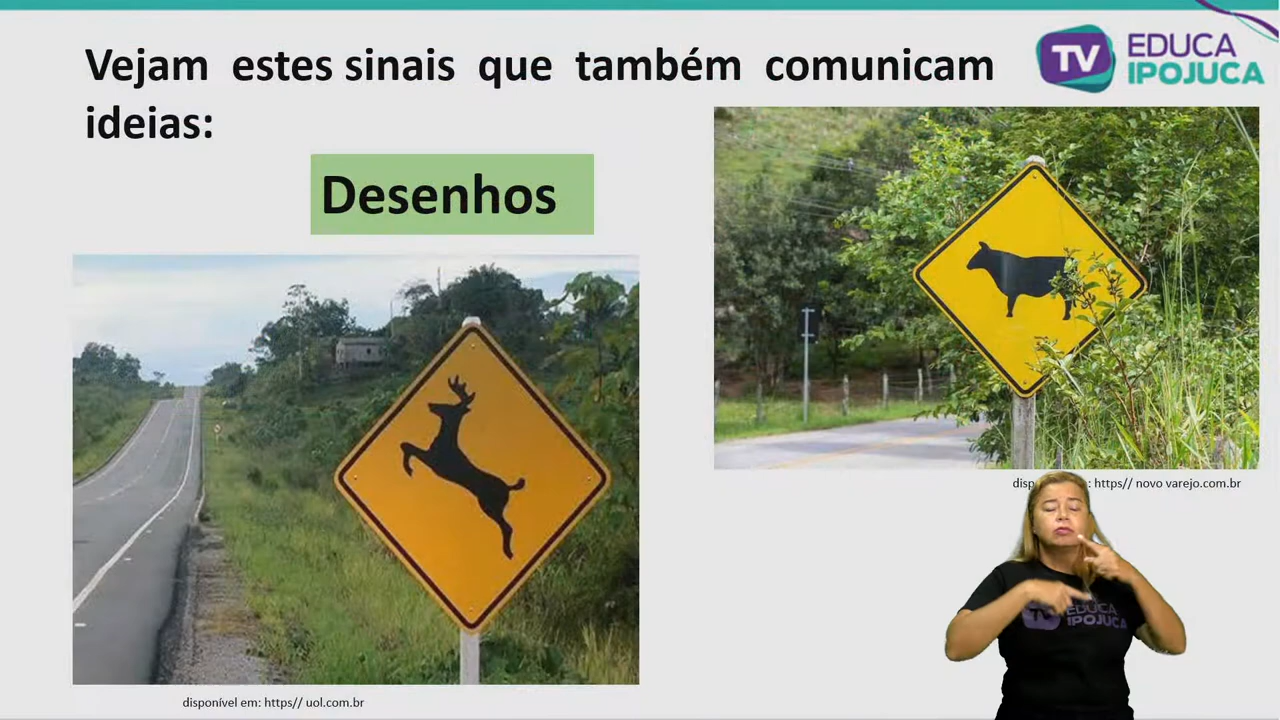 Vejam estes sinais que também comunicam
ideias:
TV EDUCA
IPOJUCA
Desenhos
: https// novo varejo.com.br
TV EDUCA
IPOJUCA
disponível em: https// uol.com.br